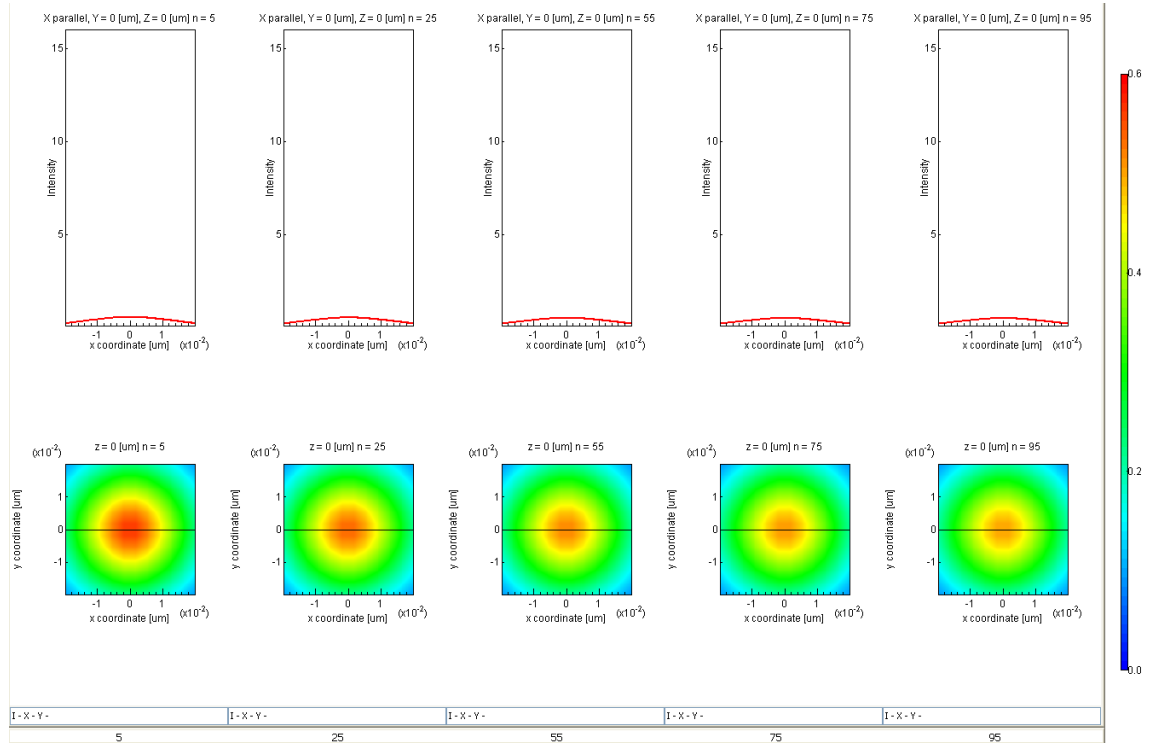 X parallel, Y = 0 [um], Z = 0 [um] n = 5
X parallel, Y = 0 [um], Z = 0 [um] n = 25
X parallel, Y = 0 [um], Z = 0 [um] n = 55
X parallel, Y = 0 [um], Z = 0 [um] n = 75
X parallel, Y = 0 [um], Z = 0 [um] n = 95
15 15 15 15 15
10 10 10 10 10
Intensity Intensity Intensity Intensity Intensity
5 5 5 5 5
-1 0 1 -1 0 1 -1 0 1 -1 0 1 -1 0 1
x coordinate [um] (x10⁻²) x coordinate [um] (x10⁻²) x coordinate [um] (x10⁻²) x coordinate [um] (x10⁻²) x coordinate [um] (x10⁻²)
0.6
0.4
0.2
0.0
(x10⁻²) z = 0 [um] n = 5
(x10⁻²) z = 0 [um] n = 25
(x10⁻²) z = 0 [um] n = 55
(x10⁻²) z = 0 [um] n = 75
(x10⁻²) z = 0 [um] n = 95
1 1 1 1 1
y coordinate [um] y coordinate [um] y coordinate [um] y coordinate [um] y coordinate [um]
0 0 0 0 0
-1 -1 -1 -1 -1
-1 0 1 -1 0 1 -1 0 1 -1 0 1 -1 0 1
x coordinate [um] (x10⁻²) x coordinate [um] (x10⁻²) x coordinate [um] (x10⁻²) x coordinate [um] (x10⁻²) x coordinate [um] (x10⁻²)
I - X - Y - I - X - Y - I - X - Y - I - X - Y - I - X - Y -
5 25 55 75 95